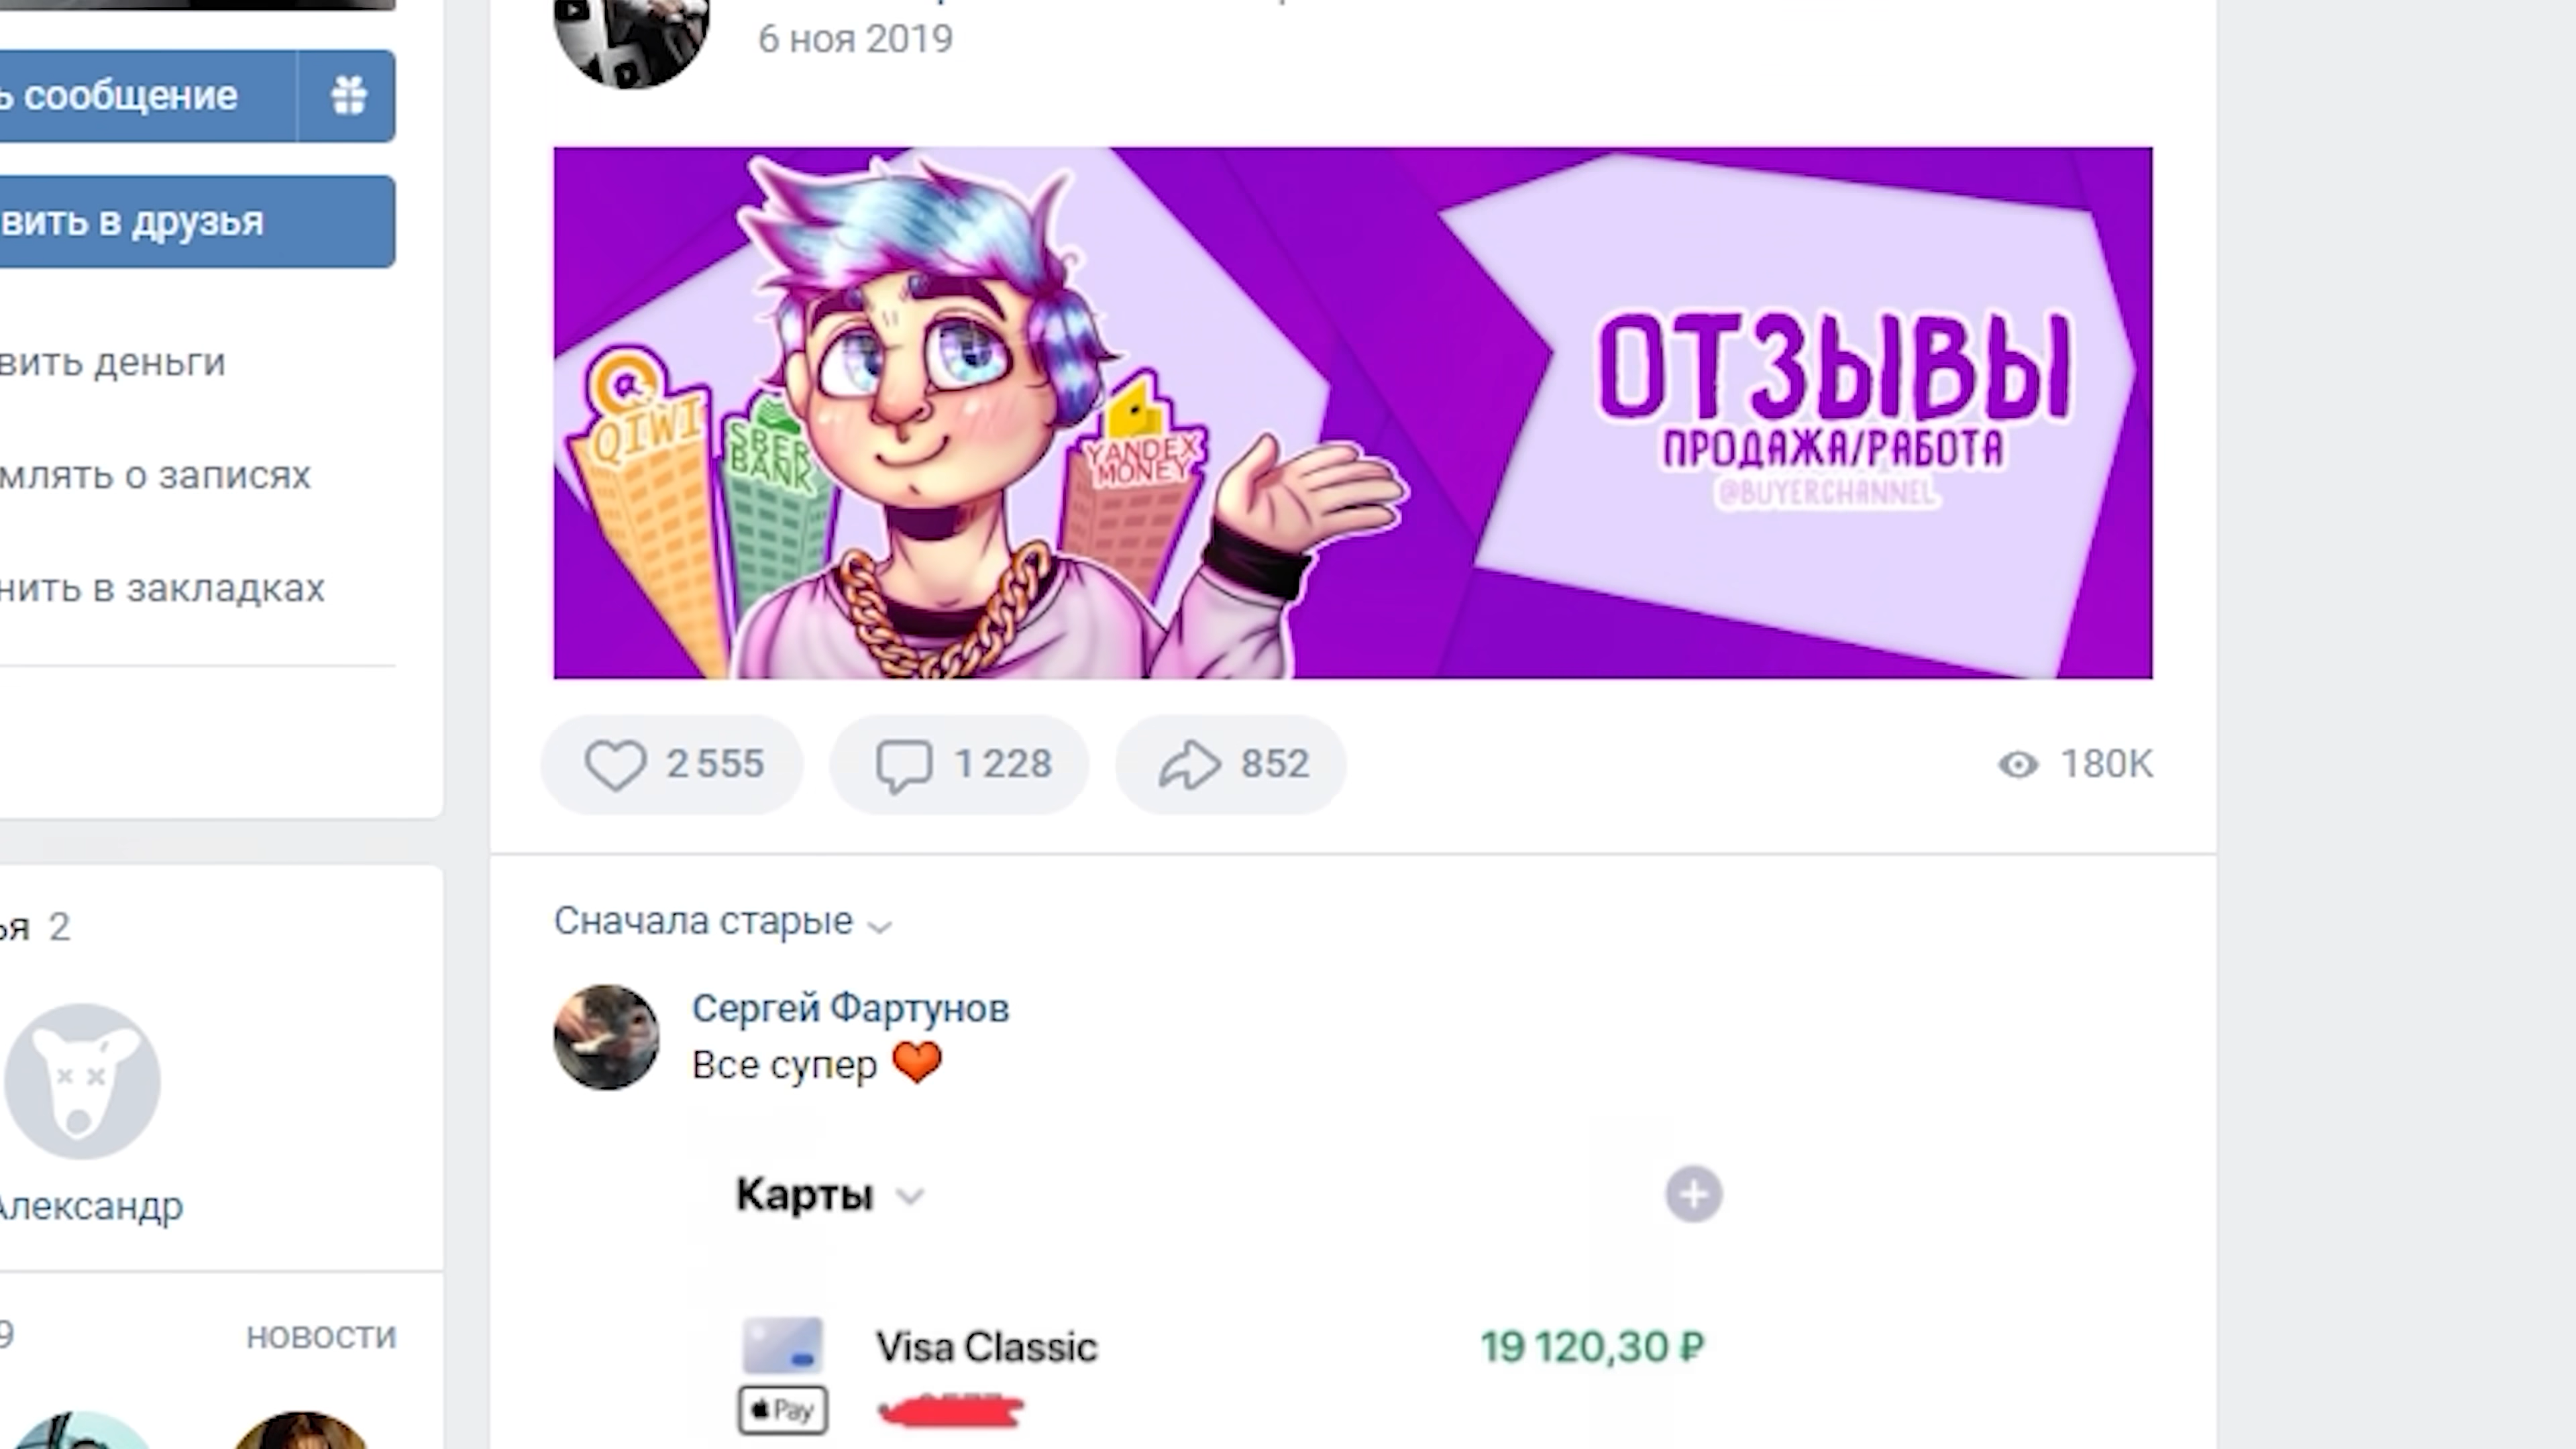 6 ноя 2019
ь сообщение
вить в друзья
вить деньги
млять о записях
нить в закладках
QIWI
SBER
BANK
YANDEX
MONEY
ОТЗЫВЫ
ПРОДАЖА/РАБОТА
@BUYERCHANNEL
2 555
1 228
852
180K
ья 2
Александр
9
новости
Сначала старые
Сергей Фартунов
Все супер
Карты
Visa Classic
19 120,30 ₽
Pay